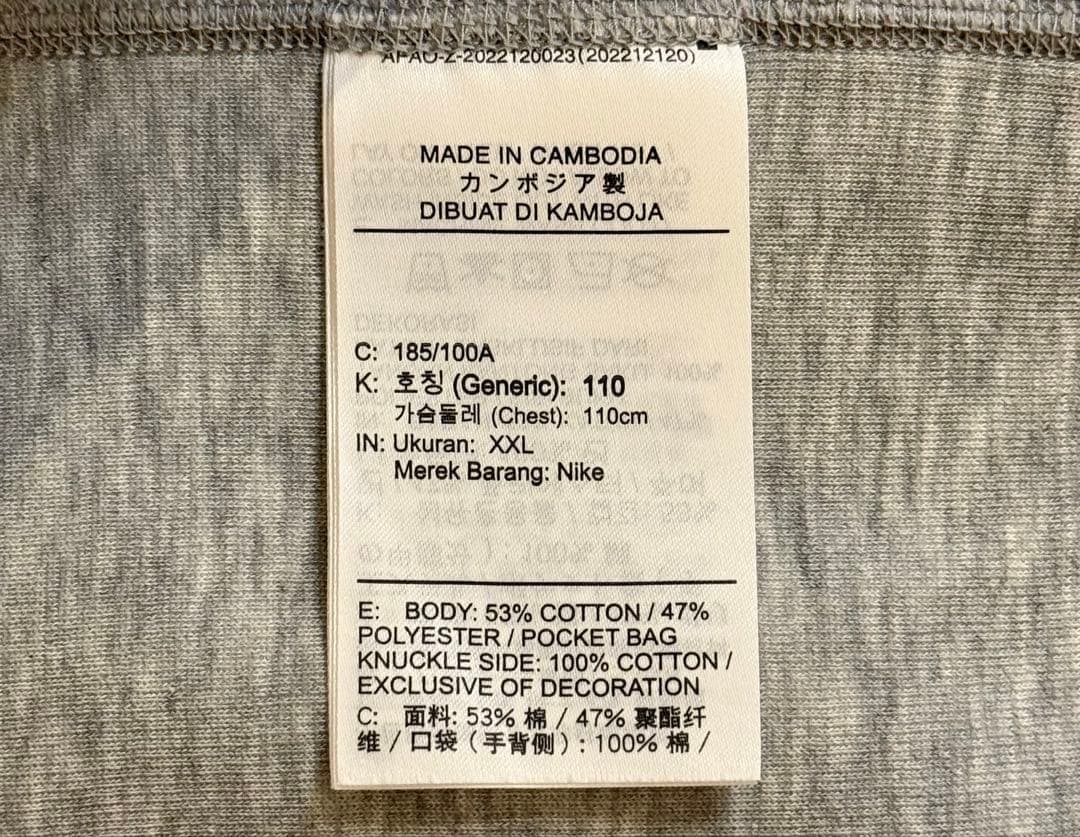 APAO-Z-2022120023(202212120)
MADE IN CAMBODIA
カンボジア製
DIBUAT DI KAMBOJA
C: 185/100A
K: 호칭 (Generic): 110
가슴둘레 (Chest): 110cm
IN: Ukuran: XXL
Merek Barang: Nike
E: BODY: 53% COTTON / 47%
POLYESTER / POCKET BAG
KNUCKLE SIDE: 100% COTTON /
EXCLUSIVE OF DECORATION
C: 面料: 53% 棉 / 47% 聚酯纤
维 / 口袋（手背侧）: 100% 棉 /